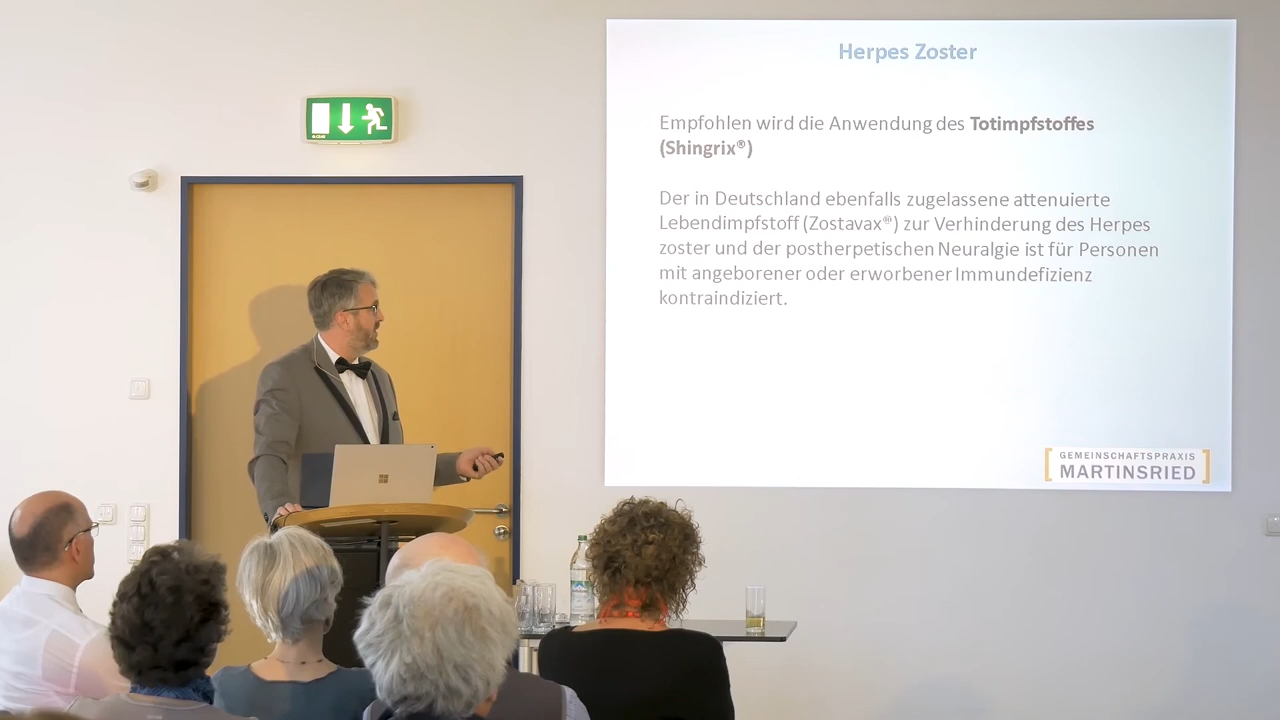 Herpes Zoster
Empfohlen wird die Anwendung des Totimpfstoffes
(Shingrix®)
Der in Deutschland ebenfalls zugelassene attenuierte
Lebendimpfstoff (Zostavax®) zur Verhinderung des Herpes
zoster und der postherpetischen Neuralgie ist für Personen
mit angeborener oder erworbener Immundefizienz
kontraindiziert.
GEMEINSCHAFTSPRAXIS
MARTINSRIED